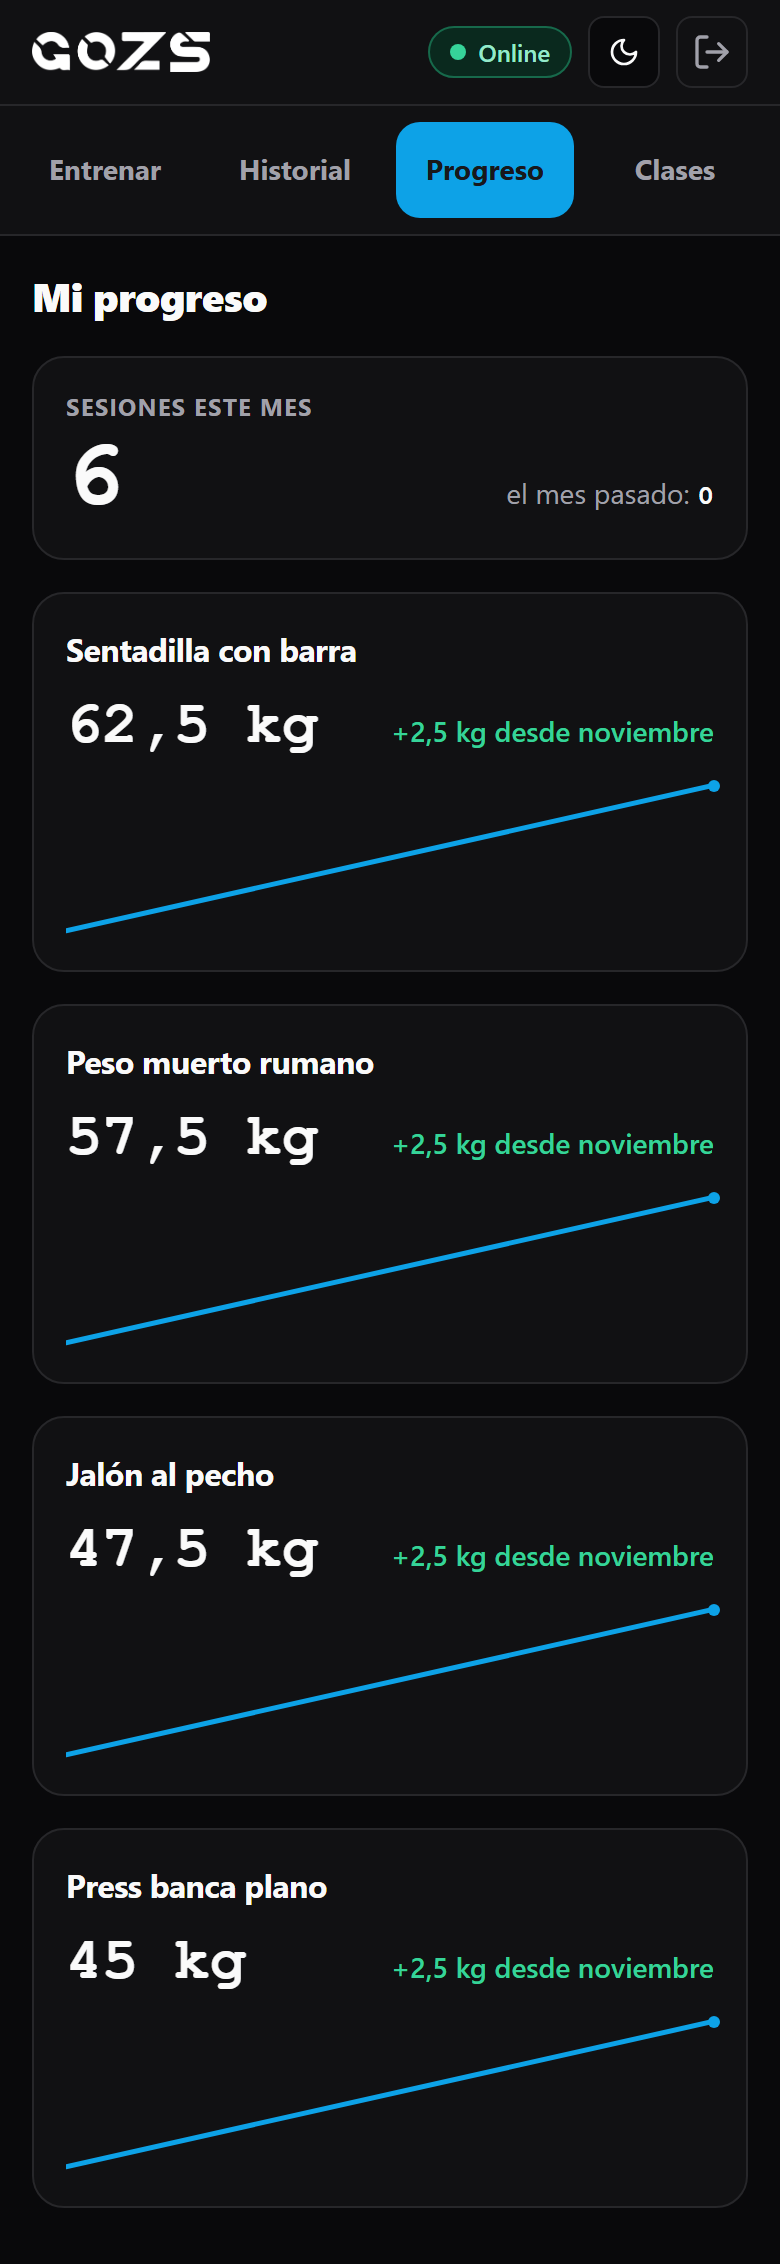 GOZS
Online
Entrenar
Historial
Progreso
Clases
Mi progreso
SESIONES ESTE MES
6
el mes pasado: 0
Sentadilla con barra
62,5 kg
+2,5 kg desde noviembre
Peso muerto rumano
57,5 kg
+2,5 kg desde noviembre
Jalón al pecho
47,5 kg
+2,5 kg desde noviembre
Press banca plano
45 kg
+2,5 kg desde noviembre